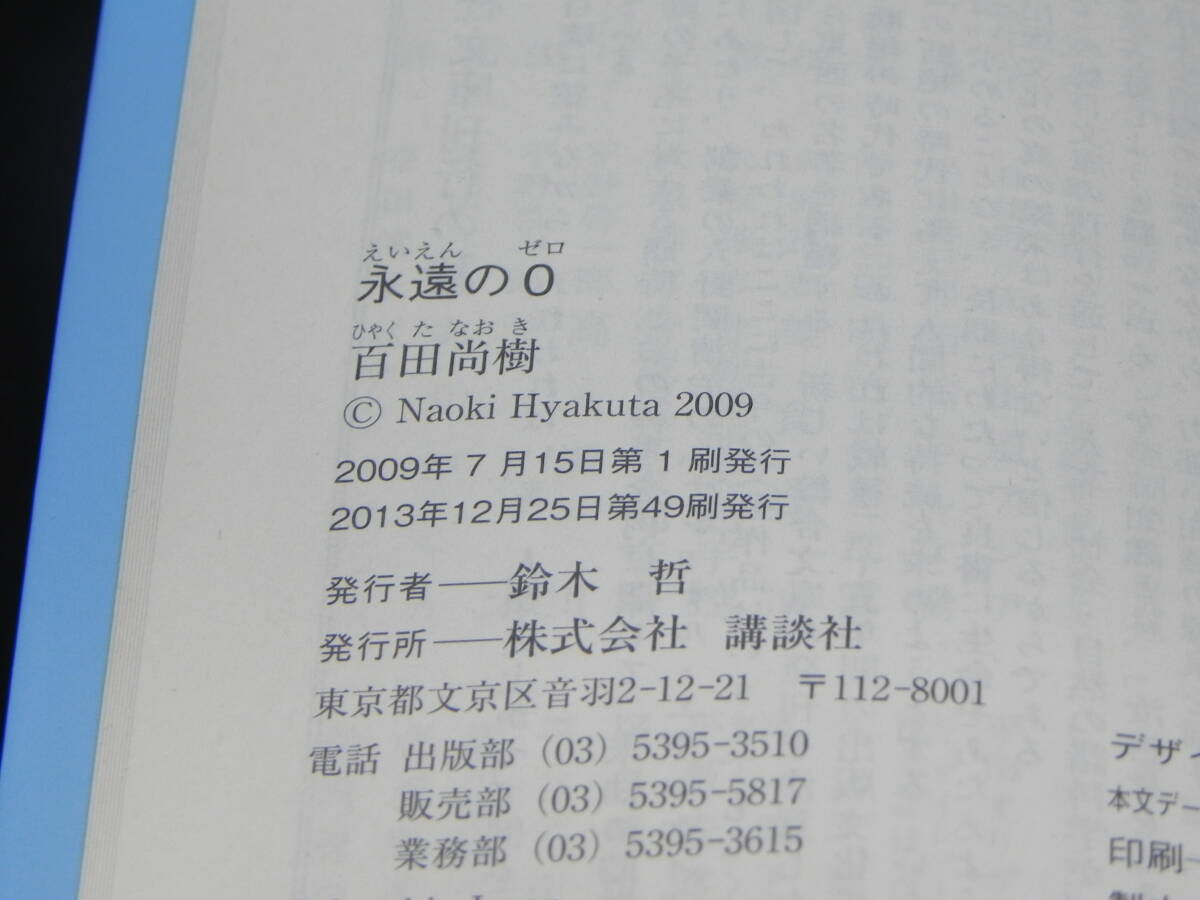 えいえん ゼロ
永遠の0
ひゃく た なおき
百田尚樹
© Naoki Hyakuta 2009
2009年 7 月15日第 1 刷発行
2013年12月25日第49刷発行
発行者――鈴木 哲
発行所――株式会社 講談社
東京都文京区音羽2-12-21 〒112-8001
電話 出版部 (03) 5395-3510
販売部 (03) 5395-5817
業務部 (03) 5395-3615
デザイ
本文デー
印刷―